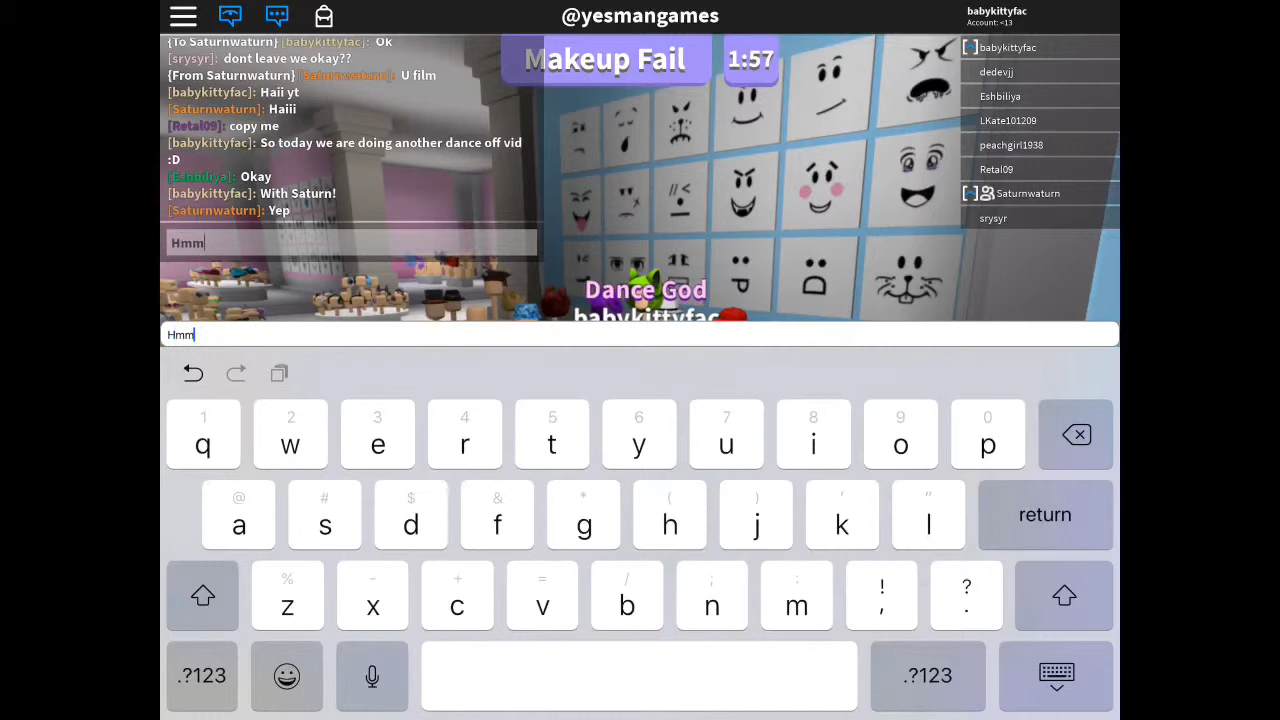 @yesmangames
babykittyfac
Account: <13
{To Saturnwaturn} [babykittyfac]: Ok
[srysyr]: dont leave we okay??
{From Saturnwaturn} [Saturnwaturn]: U film
[babykittyfac]: Haii yt
[Saturnwaturn]: Haiii
[Retal09]: copy me
[babykittyfac]: So today we are doing another dance off vid
:D
[Eshbiliya]: Okay
[babykittyfac]: With Saturn!
[Saturnwaturn]: Yep
Hmm
Makeup Fail
1:57
babykittyfac
dedevjj
Eshbiliya
LKate101209
peachgirl1938
Retal09
Saturnwaturn
srysyr
Dance God
babykittyfac
Hmm
1 2 3 4 5 6 7 8 9 0
q w e r t y u i o p
@ # $ & * ( ) ' "
a s d f g h j k l return
% - + = / ; : ! ?
z x c v b n m , .
.?123 .?123